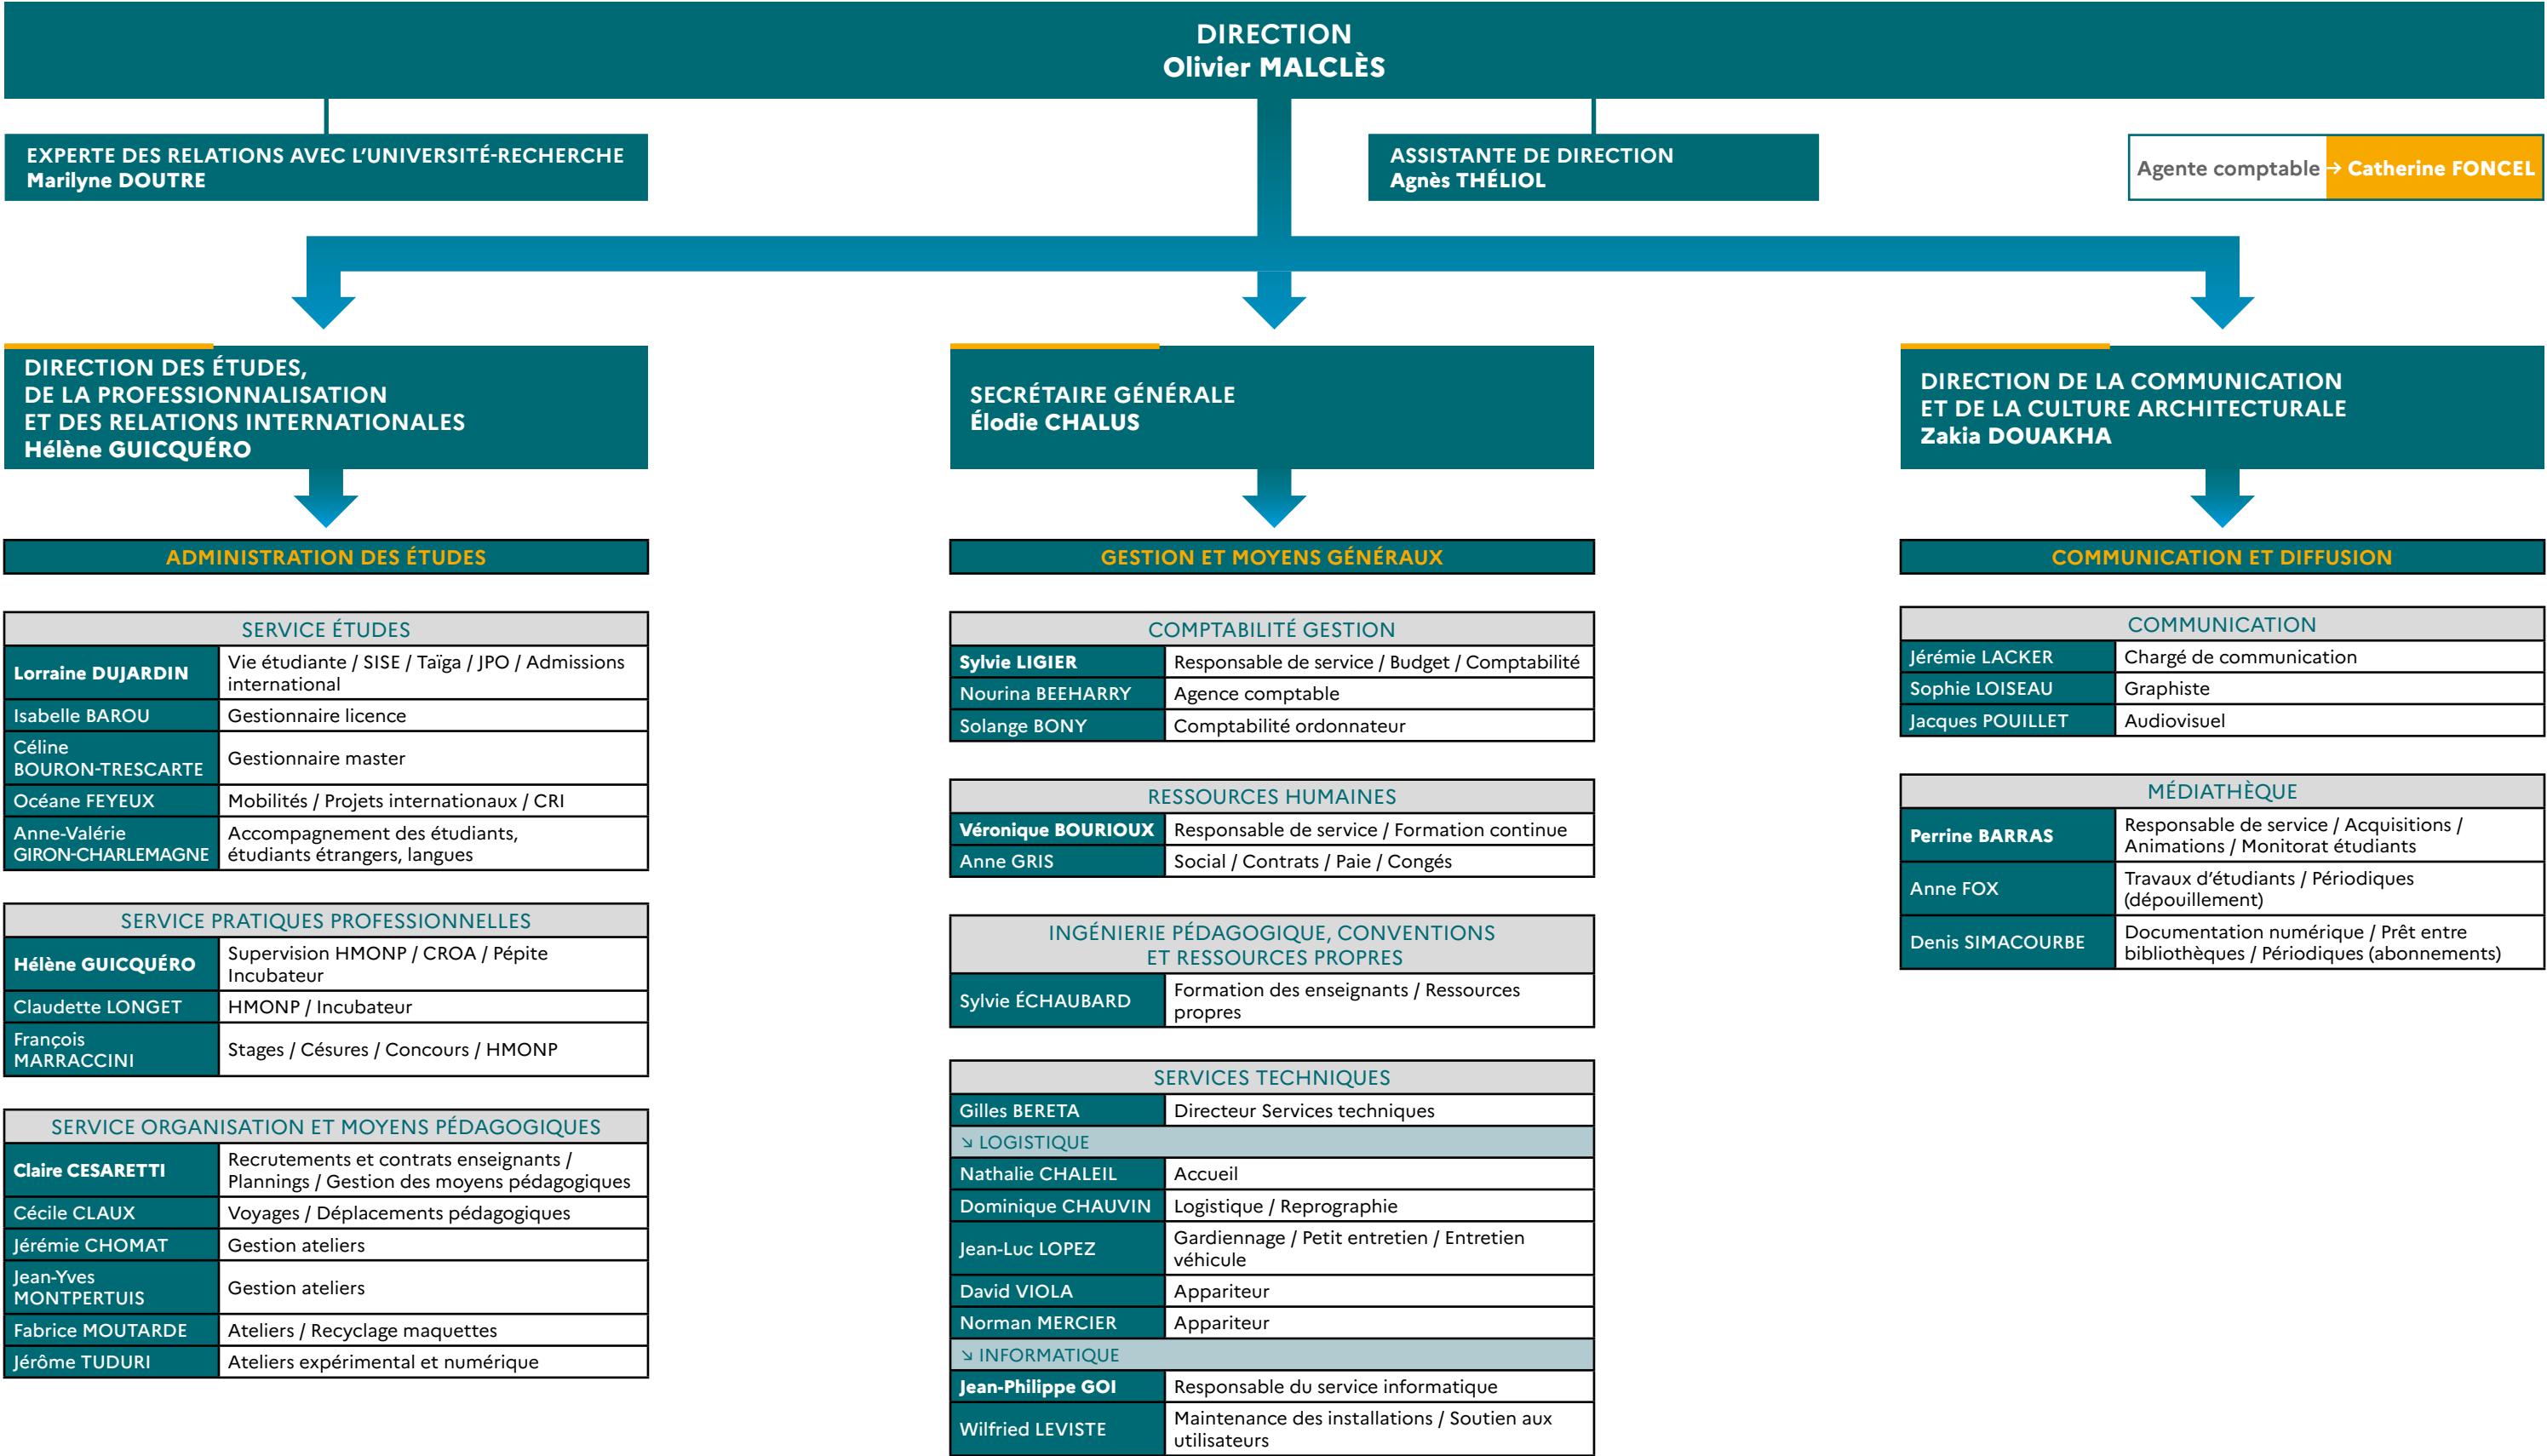 DIRECTION
Olivier MALCLÈS
EXPERTE DES RELATIONS AVEC L’UNIVERSITÉ-RECHERCHE
Marilyne DOUTRE
ASSISTANTE DE DIRECTION
Agnès THÉLIOL
Agente comptable → Catherine FONCEL
DIRECTION DES ÉTUDES,
DE LA PROFESSIONNALISATION
ET DES RELATIONS INTERNATIONALES
Hélène GUICQUÉRO
ADMINISTRATION DES ÉTUDES
SERVICE ÉTUDES
Lorraine DUJARDIN
Vie étudiante / SISE / Taïga / JPO / Admissions
international
Isabelle BAROU
Gestionnaire licence
Céline
BOURON-TRESCARTE
Gestionnaire master
Océane FEYEUX
Mobilités / Projets internationaux / CRI
Anne-Valérie
GIRON-CHARLEMAGNE
Accompagnement des étudiants,
étudiants étrangers, langues
SERVICE PRATIQUES PROFESSIONNELLES
Hélène GUICQUÉRO
Supervision HMONP / CROA / Pépite
Incubateur
Claudette LONGET
HMONP / Incubateur
François
MARRACCINI
Stages / Césures / Concours / HMONP
SERVICE ORGANISATION ET MOYENS PÉDAGOGIQUES
Claire CESARETTI
Recrutements et contrats enseignants /
Plannings / Gestion des moyens pédagogiques
Cécile CLAUX
Voyages / Déplacements pédagogiques
Jérémie CHOMAT
Gestion ateliers
Jean-Yves
MONTPERTUIS
Gestion ateliers
Fabrice MOUTARDE
Ateliers / Recyclage maquettes
Jérôme TUDURI
Ateliers expérimental et numérique
SECRÉTAIRE GÉNÉRALE
Élodie CHALUS
GESTION ET MOYENS GÉNÉRAUX
COMPTABILITÉ GESTION
Sylvie LIGIER
Responsable de service / Budget / Comptabilité
Nourina BEEHARRY
Agence comptable
Solange BONY
Comptabilité ordonnateur
RESSOURCES HUMAINES
Véronique BOURIOUX
Responsable de service / Formation continue
Anne GRIS
Social / Contrats / Paie / Congés
INGÉNIERIE PÉDAGOGIQUE, CONVENTIONS
ET RESSOURCES PROPRES
Sylvie ÉCHAUBARD
Formation des enseignants / Ressources
propres
SERVICES TECHNIQUES
Gilles BERETA
Directeur Services techniques
↘ LOGISTIQUE
Nathalie CHALEIL
Accueil
Dominique CHAUVIN
Logistique / Reprographie
Jean-Luc LOPEZ
Gardiennage / Petit entretien / Entretien
véhicule
David VIOLA
Appariteur
Norman MERCIER
Appariteur
↘ INFORMATIQUE
Jean-Philippe GOI
Responsable du service informatique
Wilfried LEVISTE
Maintenance des installations / Soutien aux
utilisateurs
DIRECTION DE LA COMMUNICATION
ET DE LA CULTURE ARCHITECTURALE
Zakia DOUAKHA
COMMUNICATION ET DIFFUSION
COMMUNICATION
Jérémie LACKER
Chargé de communication
Sophie LOISEAU
Graphiste
Jacques POUILLET
Audiovisuel
MÉDIATHÈQUE
Perrine BARRAS
Responsable de service / Acquisitions /
Animations / Monitorat étudiants
Anne FOX
Travaux d’étudiants / Périodiques
(dépouillement)
Denis SIMACOURBE
Documentation numérique / Prêt entre
bibliothèques / Périodiques (abonnements)